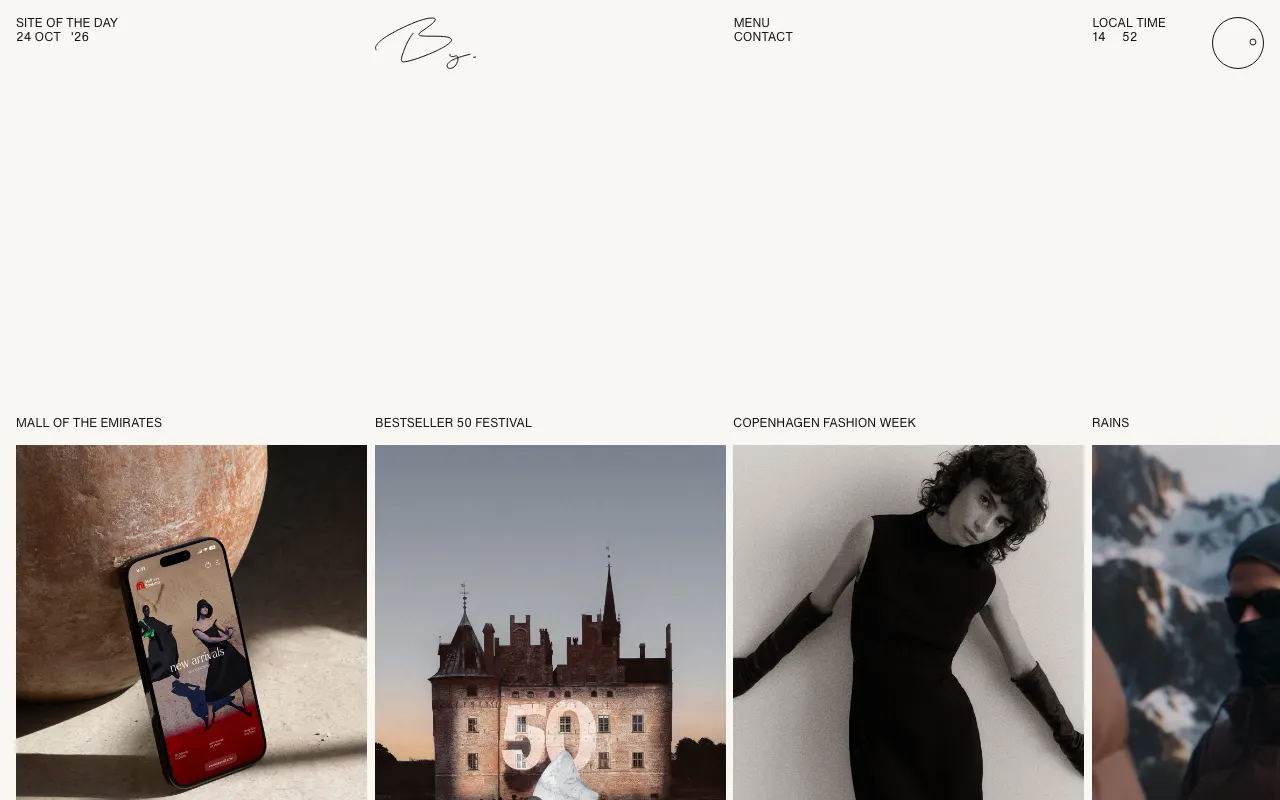 SITE OF THE DAY
24 OCT '26
By.
MENU
CONTACT
LOCAL TIME
14 52
MALL OF THE EMIRATES
BESTSELLER 50 FESTIVAL
COPENHAGEN FASHION WEEK
RAINS
new arrivals
50